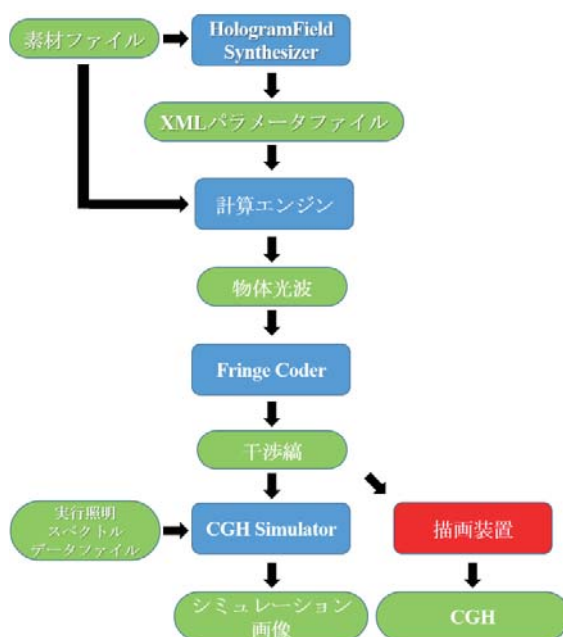 素材ファイル
HologramField
Synthesizer
XMLパラメータファイル
計算エンジン
物体光波
Fringe Coder
干渉縞
実行照明
スペクトル
データファイル
CGH Simulator
描画装置
シミュレーション
画像
CGH